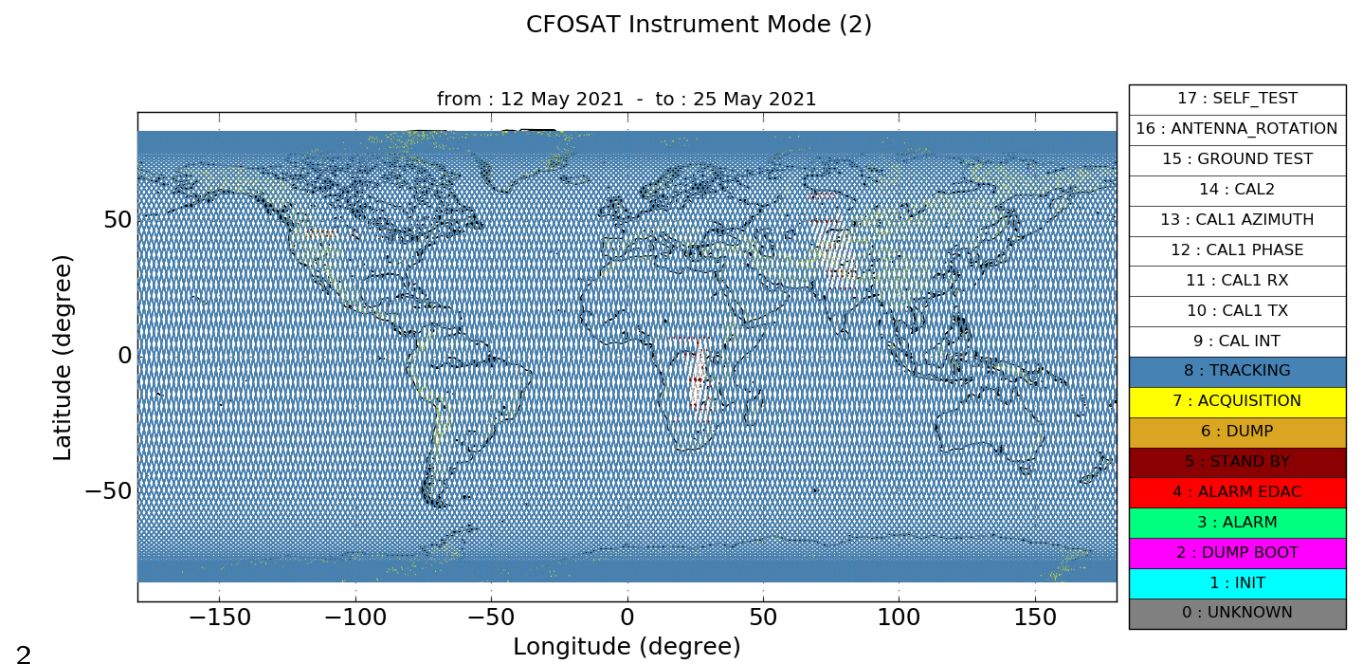 CFOSAT Instrument Mode (2)
from : 12 May 2021 - to : 25 May 2021
17 : SELF_TEST
16 : ANTENNA_ROTATION
15 : GROUND TEST
14 : CAL2
13 : CAL1 AZIMUTH
12 : CAL1 PHASE
11 : CAL1 RX
10 : CAL1 TX
9 : CAL INT
8 : TRACKING
7 : ACQUISITION
6 : DUMP
5 : STAND BY
4 : ALARM EDAC
3 : ALARM
2 : DUMP BOOT
1 : INIT
0 : UNKNOWN
Latitude (degree)
50
0
−50
−150 −100 −50 0 50 100 150
Longitude (degree)
2